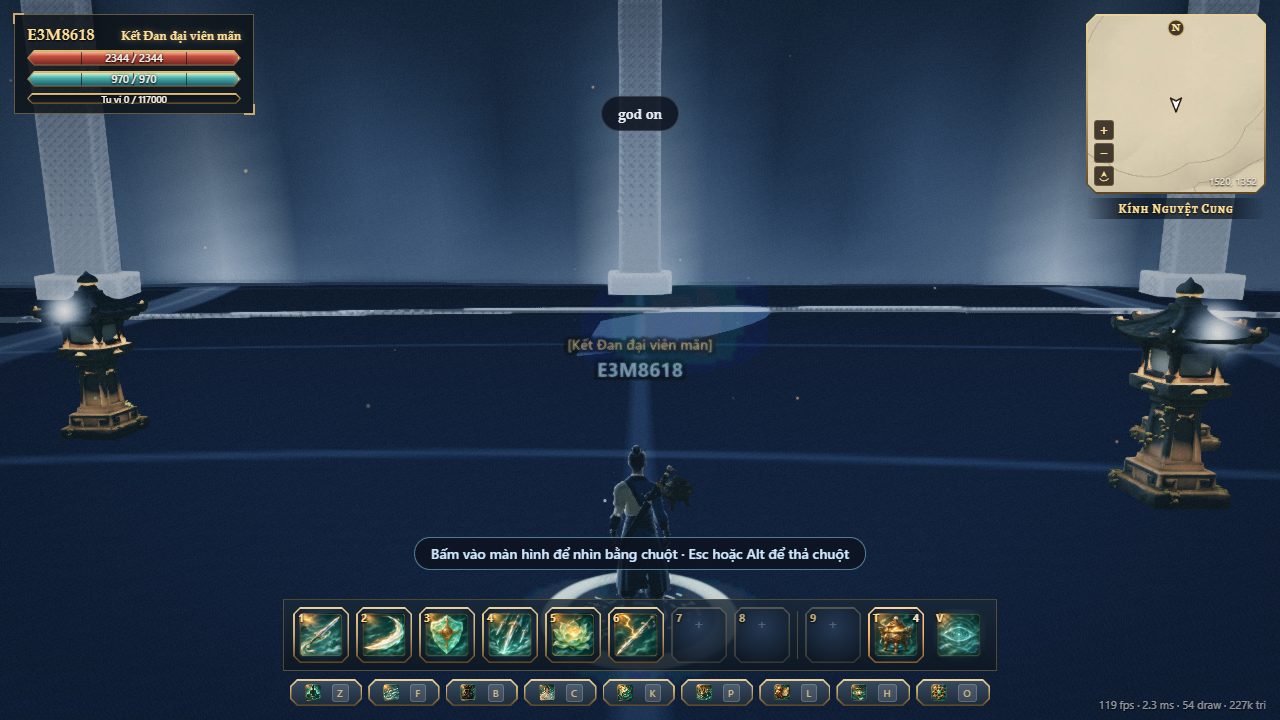 E3M8618 Kết Đan đại viên mãn
2344 / 2344
970 / 970
Tu vi 0 / 117000
god on
N
+
−
1520, 1352
Kính Nguyệt Cung
[Kết Đan đại viên mãn]
E3M8618
Bấm vào màn hình để nhìn bằng chuột · Esc hoặc Alt để thả chuột
1 2 3 4 5 6 7 + 8 + 9 + T 4 V
Z F B C K P L H O
119 fps · 2.3 ms · 54 draw · 227k tri